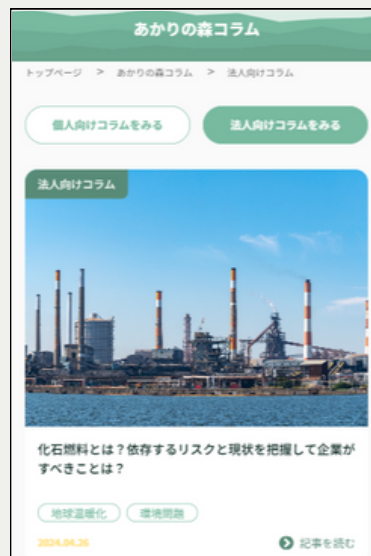 あかりの森コラム
トップページ > あかりの森コラム > 法人向けコラム
個人向けコラムをみる 法人向けコラムをみる
法人向けコラム
化石燃料とは？依存するリスクと現状を把握して企業が
すべきことは？
地球温暖化 環境問題
2024.04.26 記事を読む